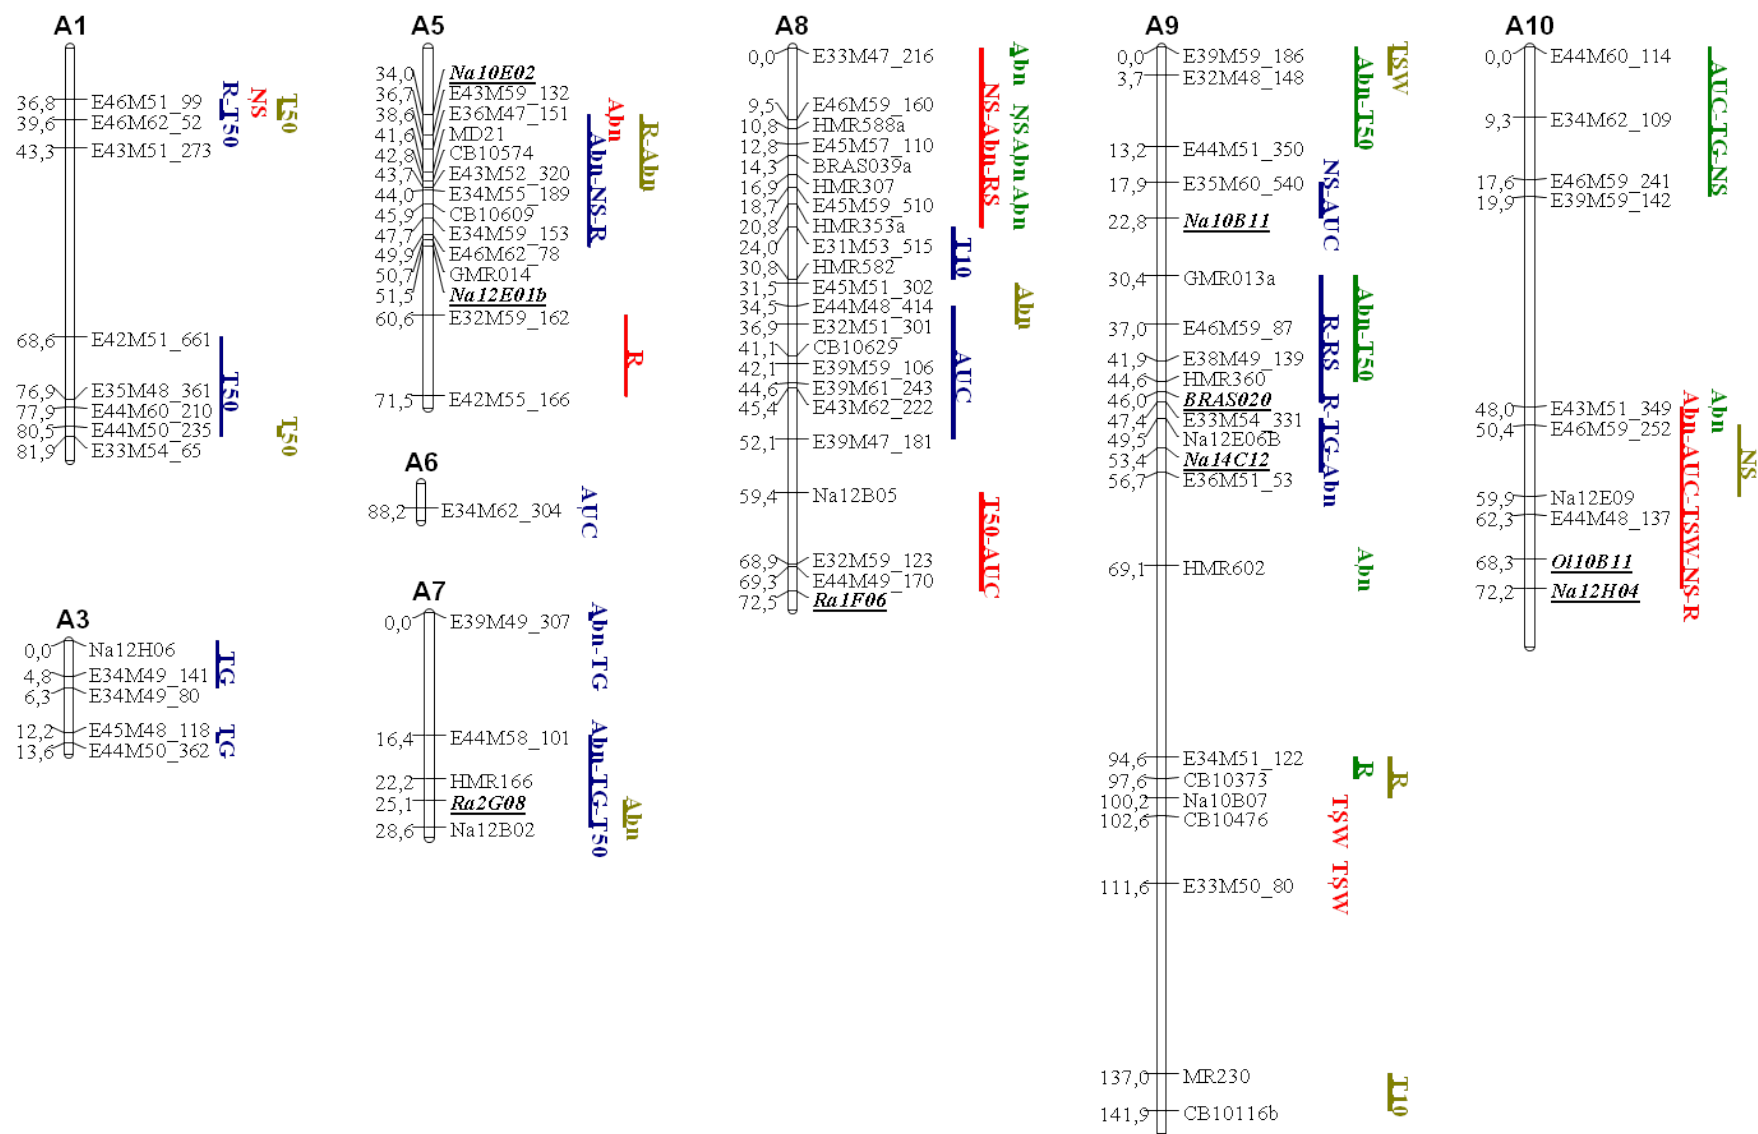 A1
36,8 E46M51_99
39,6 E46M62_52
43,3 E43M51_273
68,6 E42M51_661
76,9 E35M48_361
77,9 E44M60_210
80,5 E44M50_235
81,9 E33M54_65
R-T50
NS
T50
T50
T50
A3
0,0 Na12H06
4,8 E34M49_141
6,3 E34M49_80
12,2 E45M48_118
13,6 E44M50_362
TG
TG
A5
34,0 Na10E02
36,7 E43M59_132
38,6 E36M47_151
41,6 MD21
42,8 CB10574
43,7 E43M52_320
44,0 E34M55_189
45,9 CB10609
47,7 E34M59_153
49,9 E46M62_78
50,7 GMR014
51,5 Na12E01b
60,6 E32M59_162
71,5 E42M55_166
Abn-NS-R
Abn
R-Abn
R
A6
88,2 E34M62_304
AUC
A7
0,0 E39M49_307
16,4 E44M58_101
22,2 HMR166
25,1 Ra2G08
28,6 Na12B02
Abn-TG
Abn-TG-T50
Abn
A8
0,0 E33M47_216
9,5 E46M59_160
10,8 HMR588a
12,8 E45M57_110
14,3 BRAS039a
16,9 HMR307
18,7 E45M59_510
20,8 HMR353a
24,0 E31M53_515
30,8 HMR582
31,5 E45M51_302
34,5 E44M48_414
36,9 E32M51_301
41,1 CB10629
42,1 E39M59_106
44,6 E39M61_243
45,4 E43M62_222
52,1 E39M47_181
59,4 Na12B05
68,9 E32M59_123
69,3 E44M49_170
72,5 Ra1F06
NS-Abn-RS
Abn
NS
Abn
Abn
T10
Abn
AUC
T50-AUC
A9
0,0 E39M59_186
3,7 E32M48_148
13,2 E44M51_350
17,9 E35M60_540
22,8 Na10B11
30,4 GMR013a
37,0 E46M59_87
41,9 E38M49_139
44,6 HMR360
46,0 BRAS020
47,4 E33M54_331
49,5 Na12E06B
53,4 Na14C12
56,7 E36M51_53
69,1 HMR602
94,6 E34M51_122
97,6 CB10373
100,2 Na10B07
102,6 CB10476
111,6 E33M50_80
137,0 MR230
141,9 CB10116b
Abn-T50
TSW
NS-AUC
R-RS
Abn-T50
R-TG-Abn
Abn
R
R
TSW
TSW
T10
A10
0,0 E44M60_114
9,3 E34M62_109
17,6 E46M59_241
19,9 E39M59_142
48,0 E43M51_349
50,4 E46M59_252
59,9 Na12E09
62,3 E44M48_137
68,3 Ol10B11
72,2 Na12H04
AUC-TG-NS
Abn
Abn-AUC-TSW-NS-R
NS